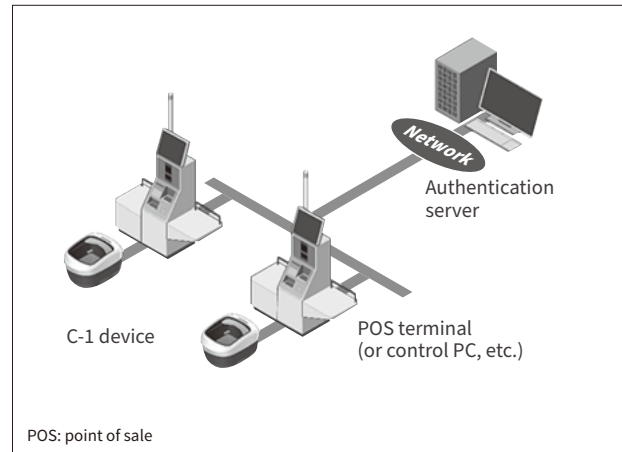 Network
Authentication
server
C-1 device
POS terminal
(or control PC, etc.)
POS: point of sale